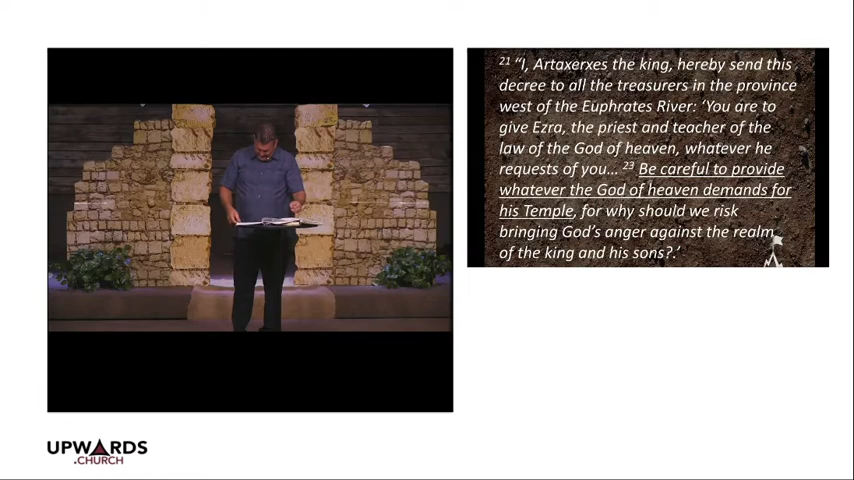 21 “I, Artaxerxes the king, hereby send this
decree to all the treasurers in the province
west of the Euphrates River: ‘You are to
give Ezra, the priest and teacher of the
law of the God of heaven, whatever he
requests of you... 23 Be careful to provide
whatever the God of heaven demands for
his Temple, for why should we risk
bringing God’s anger against the realm
of the king and his sons?.’
UPWARDS
.CHURCH